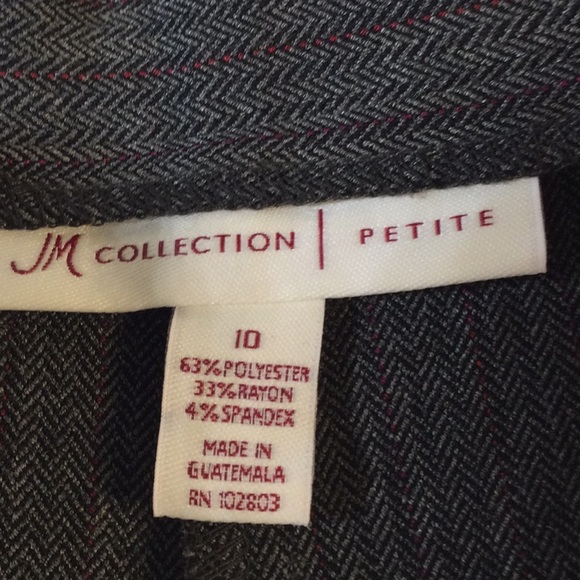 JM COLLECTION | PETITE
10
63%POLYESTER
33%RAYON
4%SPANDEX
MADE IN
GUATEMALA
RN 102803